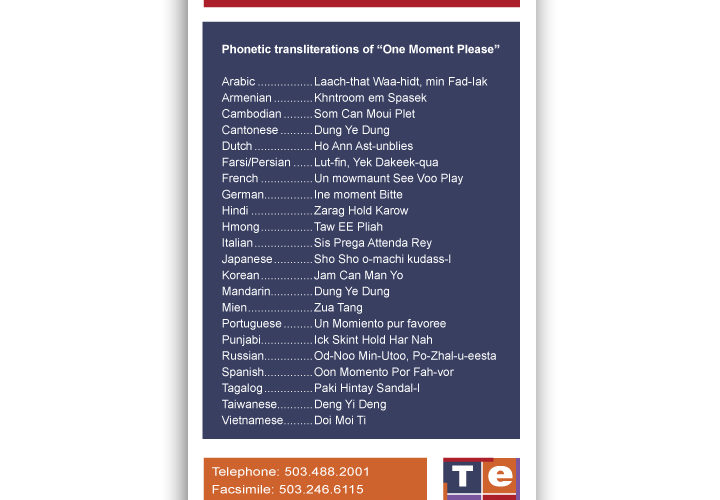 Phonetic transliterations of “One Moment Please”
Arabic ................. Laach-that Waa-hidt, min Fad-lak
Armenian ............ Khntroom em Spasek
Cambodian ......... Som Can Moui Plet
Cantonese .......... Dung Ye Dung
Dutch .................. Ho Ann Ast-unblies
Farsi/Persian ...... Lut-fin, Yek Dakeek-qua
French ................ Un mowmaunt See Voo Play
German............... Ine moment Bitte
Hindi ................... Zarag Hold Karow
Hmong ................ Taw EE Pliah
Italian .................. Sis Prega Attenda Rey
Japanese ............ Sho Sho o-machi kudass-I
Korean ................ Jam Can Man Yo
Mandarin............. Dung Ye Dung
Mien .................... Zua Tang
Portuguese ......... Un Momiento pur favoree
Punjabi................ Ick Skint Hold Har Nah
Russian............... Od-Noo Min-Utoo, Po-Zhal-u-eesta
Spanish............... Oon Momento Por Fah-vor
Tagalog ............... Paki Hintay Sandal-I
Taiwanese........... Deng Yi Deng
Vietnamese......... Doi Moi Ti
Telephone: 503.488.2001
Facsimile: 503.246.6115
Te